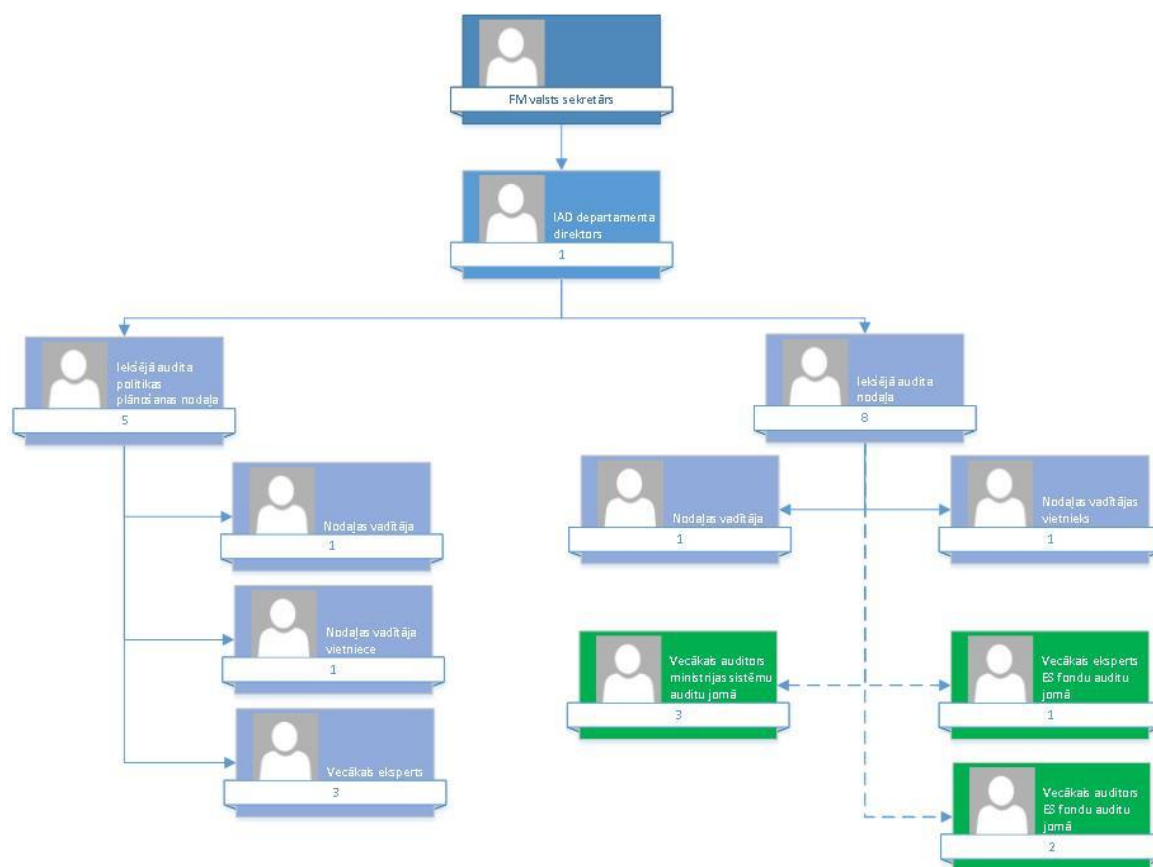 FM valsts sekretārs
IAD departamenta
direktors
1
Iekšējā audita
politikas
plānošanas nodaļa
5
Iekšējā audita
nodaļa
8
Nodaļas vadītāja
1
Nodaļas vadītāja
vietniece
1
Vecākais eksperts
3
Nodaļas vadītāja
1
Nodaļas vadītājas
vietnieks
1
Vecākais auditors
ministrijas sistēmu
auditu jomā
3
Vecākais eksperts
ES fondu auditu
jomā
1
Vecākais auditors
ES fondu auditu
jomā
2